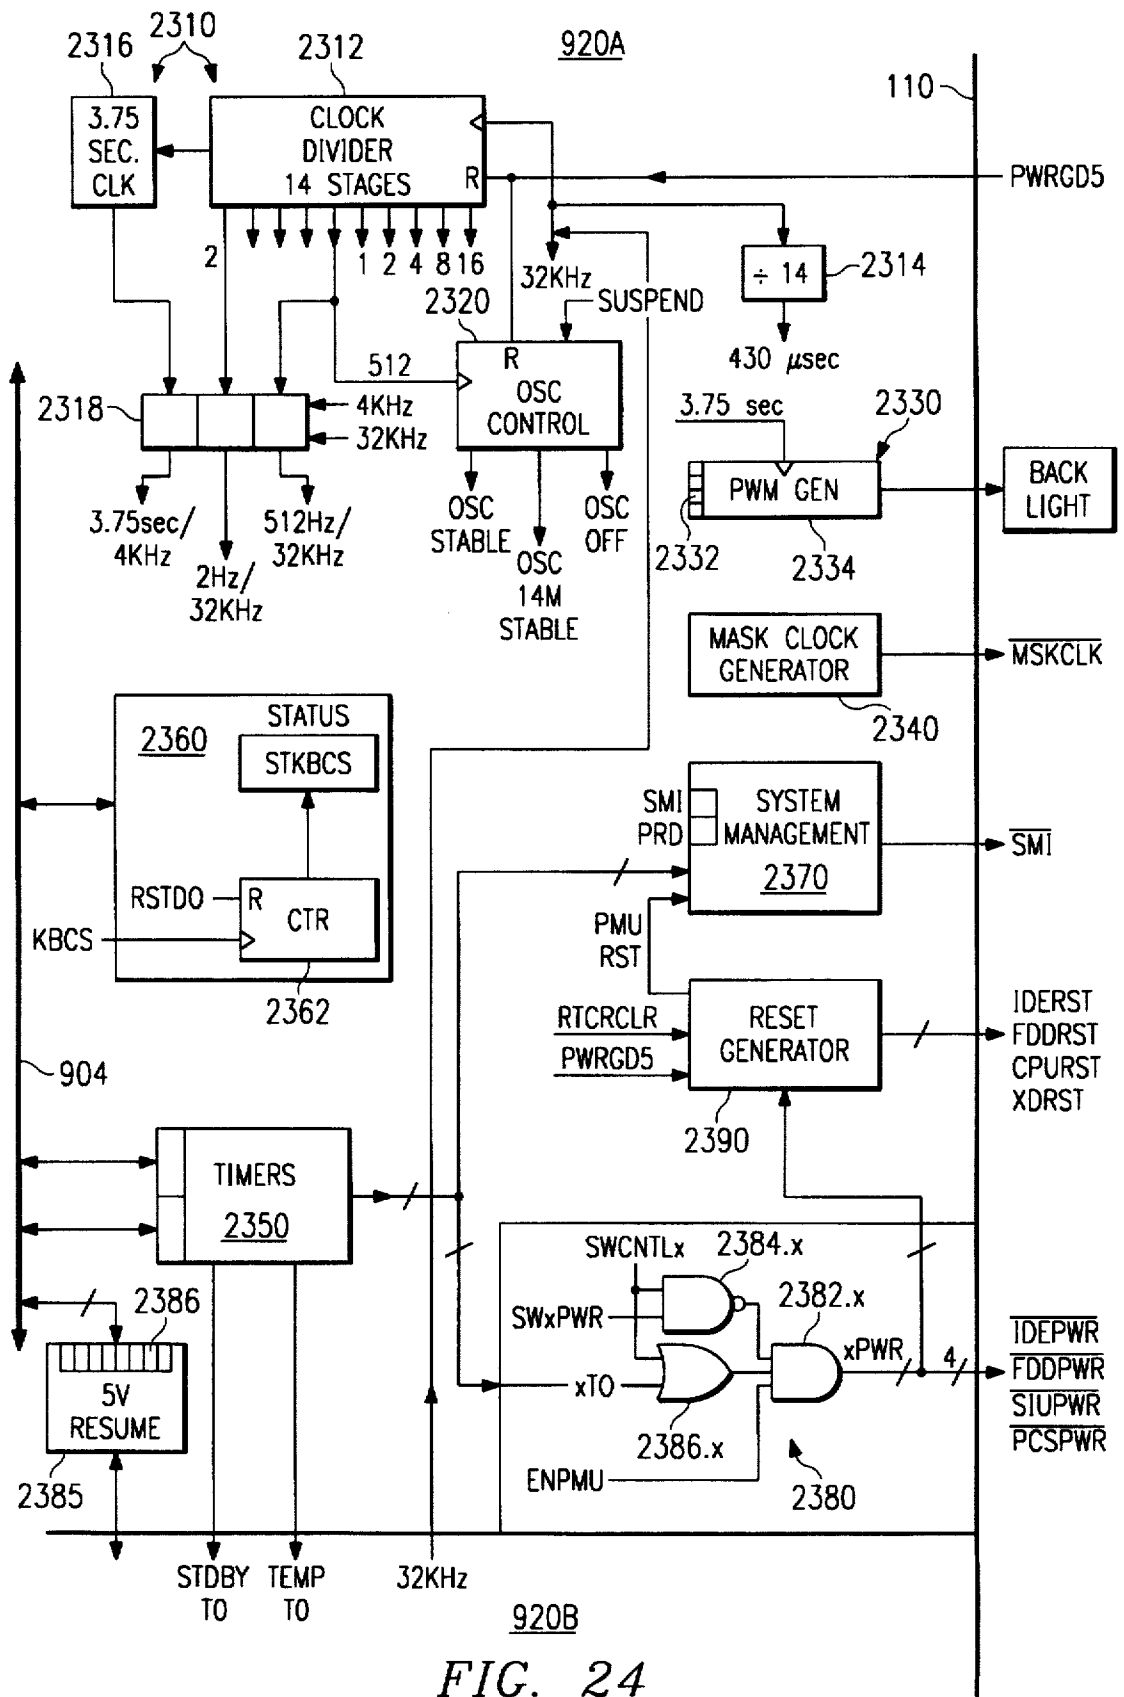 920A
2316
2310
2312
110
3.75
SEC.
CLK
CLOCK
DIVIDER
14 STAGES
R
PWRGD5
2
1 2 4 8 16
32KHz
÷ 14
2314
430 µsec
2320
SUSPEND
512
R
OSC
CONTROL
2318
4KHz
32KHz
3.75sec/
4KHz
2Hz/
32KHz
512Hz/
32KHz
OSC
STABLE
OSC
14M
STABLE
OSC
OFF
3.75 sec
2330
PWM GEN
2332
2334
BACK
LIGHT
MASK CLOCK
GENERATOR
2340
MSKCLK
2360
STATUS
STKBCS
RSTDO
R
CTR
KBCS
2362
SMI
PRD
SYSTEM
MANAGEMENT
2370
SMI
PMU
RST
RTCRCLR
PWRGD5
RESET
GENERATOR
2390
IDERST
FDDRST
CPURST
XDRST
904
TIMERS
2350
2386
5V
RESUME
2385
SWCNTLx
2384.x
SWxPWR
2382.x
xPWR
4
xTO
2386.x
ENPMU
2380
IDEPWR
FDDPWR
SIUPWR
PCSPWR
STDBY
TO
TEMP
TO
32KHz
920B
FIG. 24